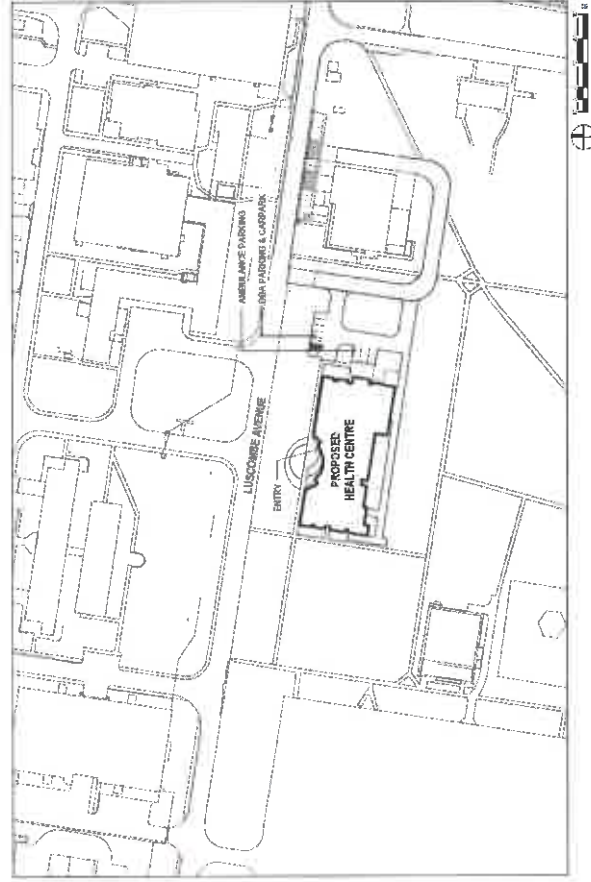 AMBULANCE PARKING
DDA PARKING & CARPARK
LUSCOMBE AVENUE
ENTRY
PROPOSED
HEALTH CENTRE